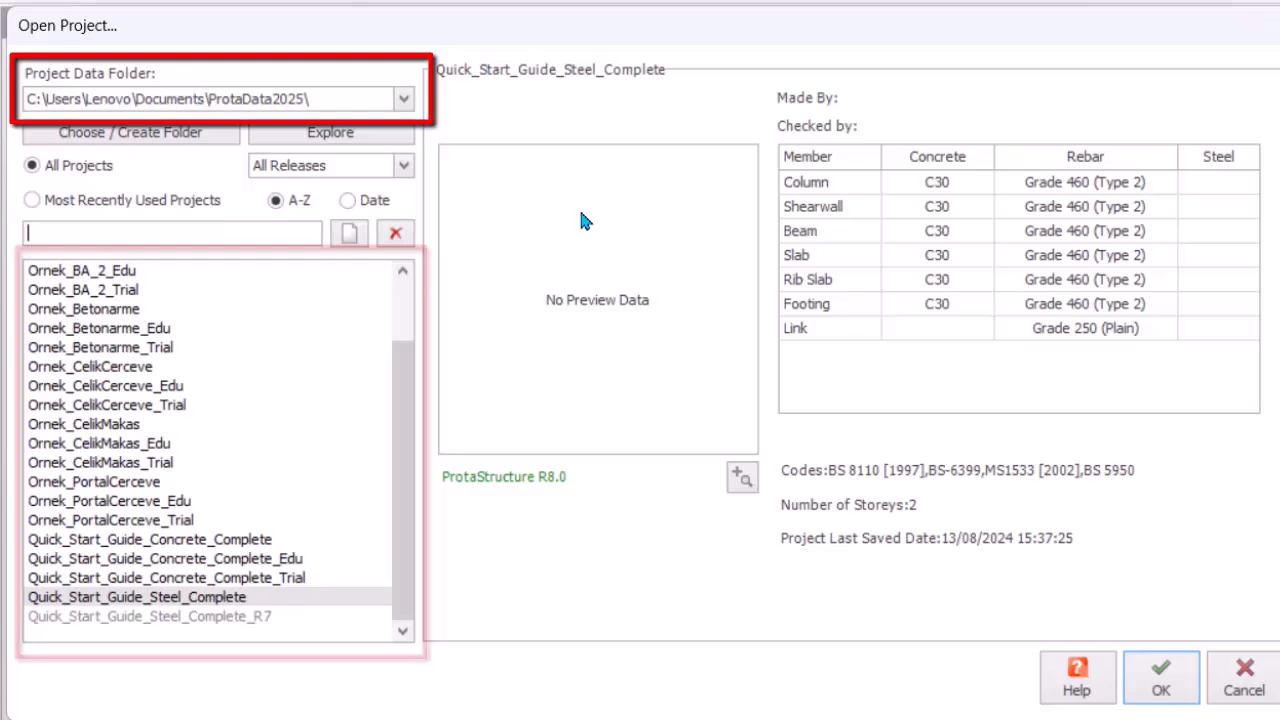 Open Project...
Project Data Folder:
C:\Users\Lenovo\Documents\ProtaData2025\
Choose / Create Folder
Explore
All Projects
All Releases
Most Recently Used Projects
A-Z
Date
Ornek_BA_2_Edu
Ornek_BA_2_Trial
Ornek_Betonarme
Ornek_Betonarme_Edu
Ornek_Betonarme_Trial
Ornek_CelikCerceve
Ornek_CelikCerceve_Edu
Ornek_CelikCerceve_Trial
Ornek_CelikMakas
Ornek_CelikMakas_Edu
Ornek_CelikMakas_Trial
Ornek_PortalCerceve
Ornek_PortalCerceve_Edu
Ornek_PortalCerceve_Trial
Quick_Start_Guide_Concrete_Complete
Quick_Start_Guide_Concrete_Complete_Edu
Quick_Start_Guide_Concrete_Complete_Trial
Quick_Start_Guide_Steel_Complete
Quick_Start_Guide_Steel_Complete_R7
Quick_Start_Guide_Steel_Complete
No Preview Data
ProtaStructure R8.0
Made By:
Checked by:
Member Concrete Rebar Steel
Column C30 Grade 460 (Type 2)
Shearwall C30 Grade 460 (Type 2)
Beam C30 Grade 460 (Type 2)
Slab C30 Grade 460 (Type 2)
Rib Slab C30 Grade 460 (Type 2)
Footing C30 Grade 460 (Type 2)
Link Grade 250 (Plain)
Codes:BS 8110 [1997],BS-6399,MS1533 [2002],BS 5950
Number of Storeys:2
Project Last Saved Date:13/08/2024 15:37:25
Help
OK
Cancel